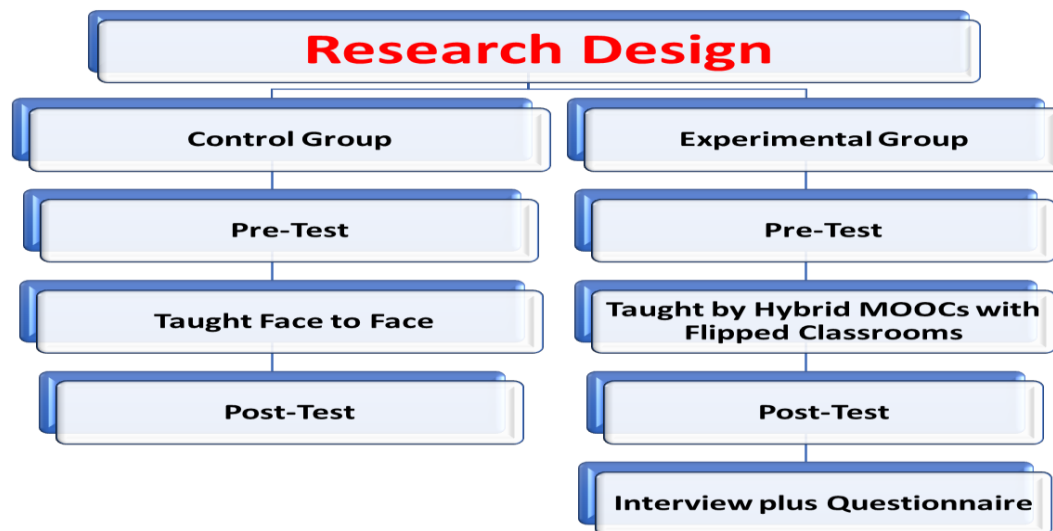 Research Design
Control Group
Pre-Test
Taught Face to Face
Post-Test
Experimental Group
Pre-Test
Taught by Hybrid MOOCs with
Flipped Classrooms
Post-Test
Interview plus Questionnaire